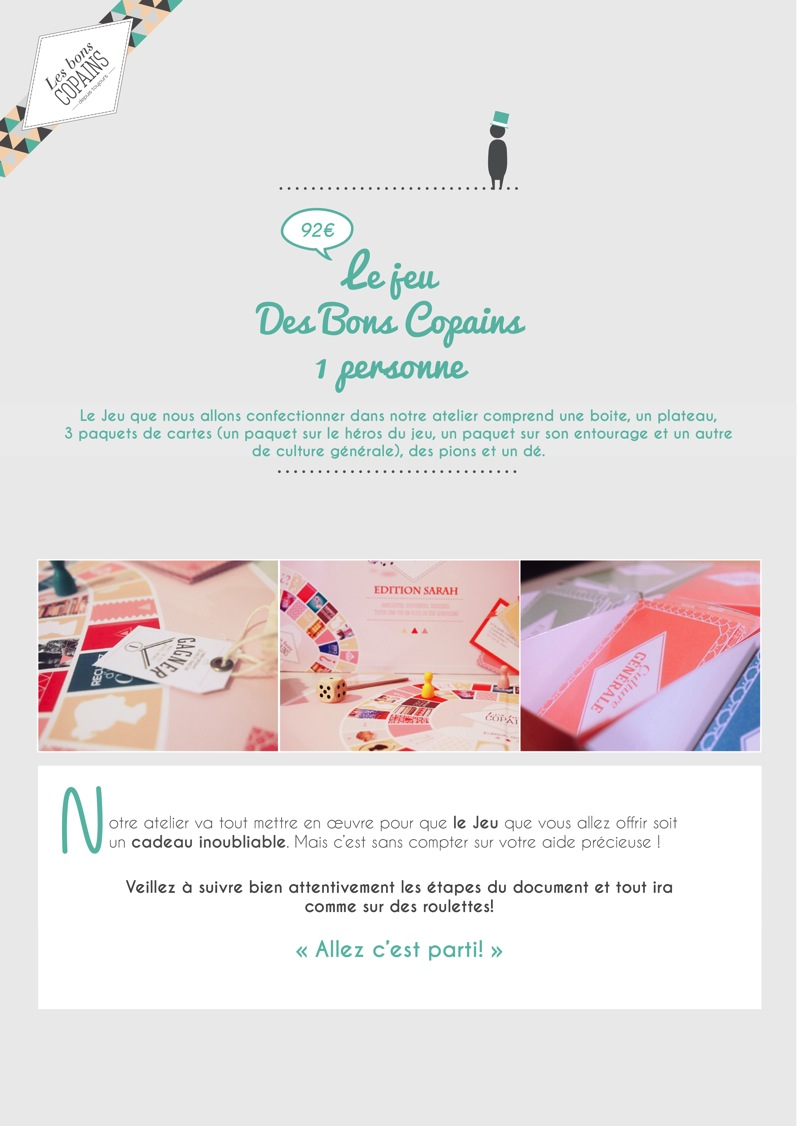 Les bons
COPAINS
depuis toujours
92€
Le jeu
Des Bons Copains
1 personne
Le Jeu que nous allons confectionner dans notre atelier comprend une boite, un plateau,
3 paquets de cartes (un paquet sur le héros du jeu, un paquet sur son entourage et un autre
de culture générale), des pions et un dé.
GAGNER
EDITION SARAH
Culture
GÉNÉRALE
Notre atelier va tout mettre en œuvre pour que le Jeu que vous allez offrir soit
un cadeau inoubliable. Mais c'est sans compter sur votre aide précieuse !
Veillez à suivre bien attentivement les étapes du document et tout ira
comme sur des roulettes!
« Allez c'est parti! »